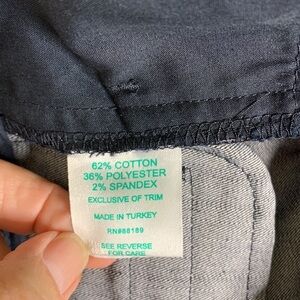 62% COTTON
36% POLYESTER
2% SPANDEX
EXCLUSIVE OF TRIM
MADE IN TURKEY
RN#88189
SEE REVERSE
FOR CARE